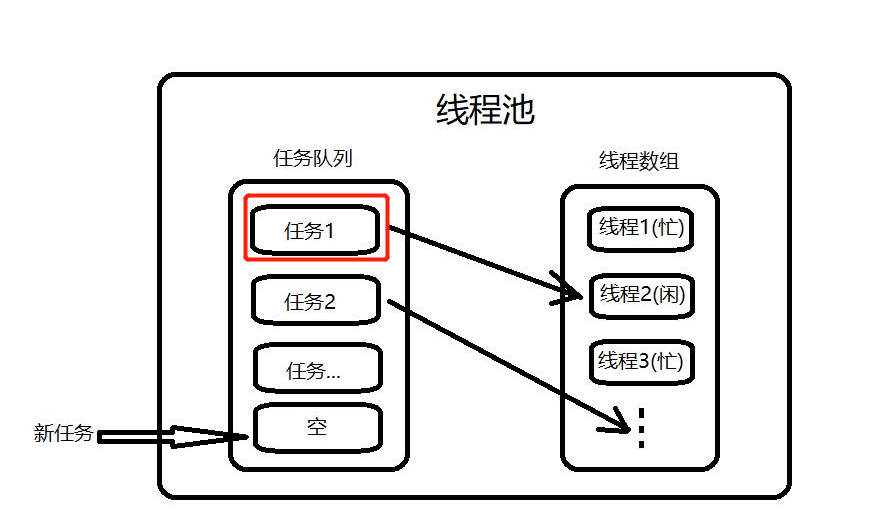 线程池
任务队列
线程数组
任务1
任务2
任务...
空
新任务
线程1(忙)
线程2(闲)
线程3(忙)